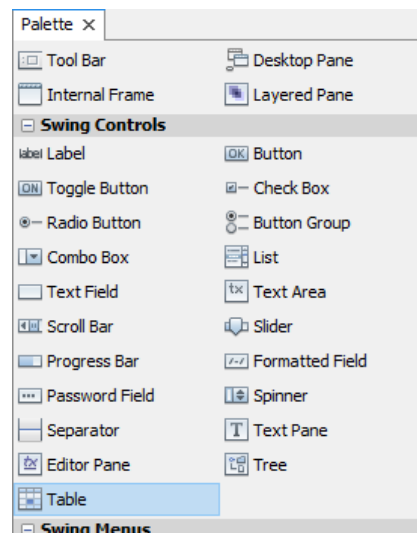 Palette ×
Tool Bar Desktop Pane
Internal Frame Layered Pane
Swing Controls
label Label OK Button
ON Toggle Button Check Box
Radio Button Button Group
Combo Box List
Text Field tx Text Area
Scroll Bar Slider
Progress Bar Formatted Field
Password Field Spinner
Separator T Text Pane
Editor Pane Tree
Table
Swing Menus